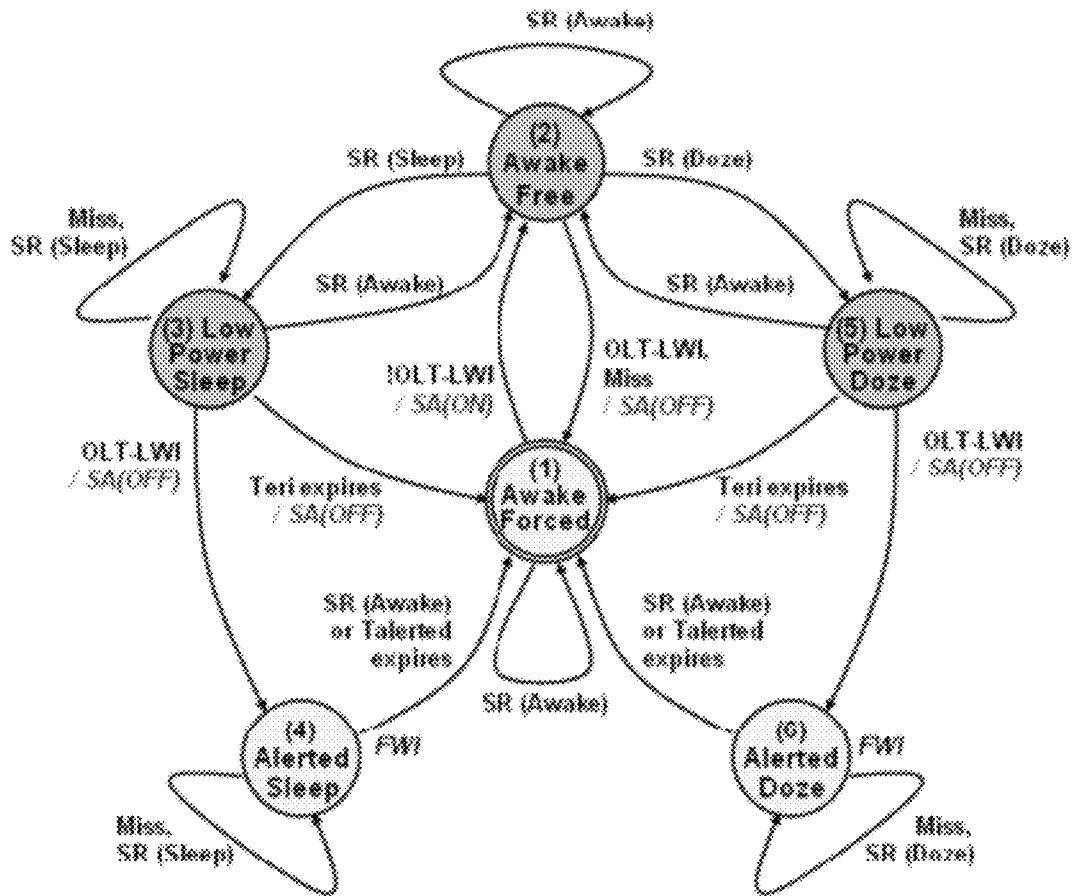 SR (Awake)
(2)
Awake
Free
SR (Sleep)
SR (Doze)
Miss,
SR (Sleep)
Miss,
SR (Doze)
SR (Awake)
SR (Awake)
(3) Low
Power
Sleep
(5) Low
Power
Doze
!OLT-LWI
/ SA(ON)
OLT-LWI,
Miss
/ SA(OFF)
OLT-LWI
/ SA(OFF)
OLT-LWI
/ SA(OFF)
Teri expires
/ SA(OFF)
(1)
Awake
Forced
Teri expires
/ SA(OFF)
SR (Awake)
or Talerted
expires
SR (Awake)
or Talerted
expires
SR (Awake)
(4)
Alerted
Sleep
FWI
(6)
Alerted
Doze
FWI
Miss,
SR (Sleep)
Miss,
SR (Doze)